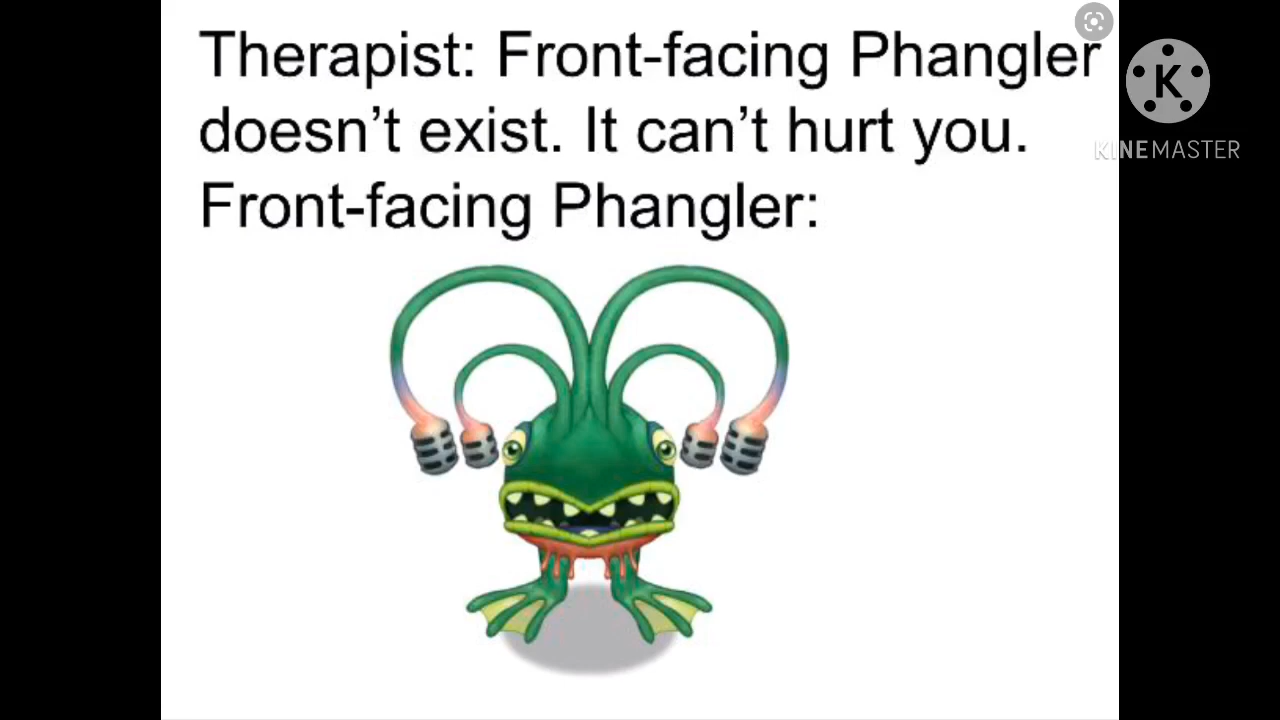 Therapist: Front-facing Phangler
doesn’t exist. It can’t hurt you.
Front-facing Phangler:
K
KINEMASTER